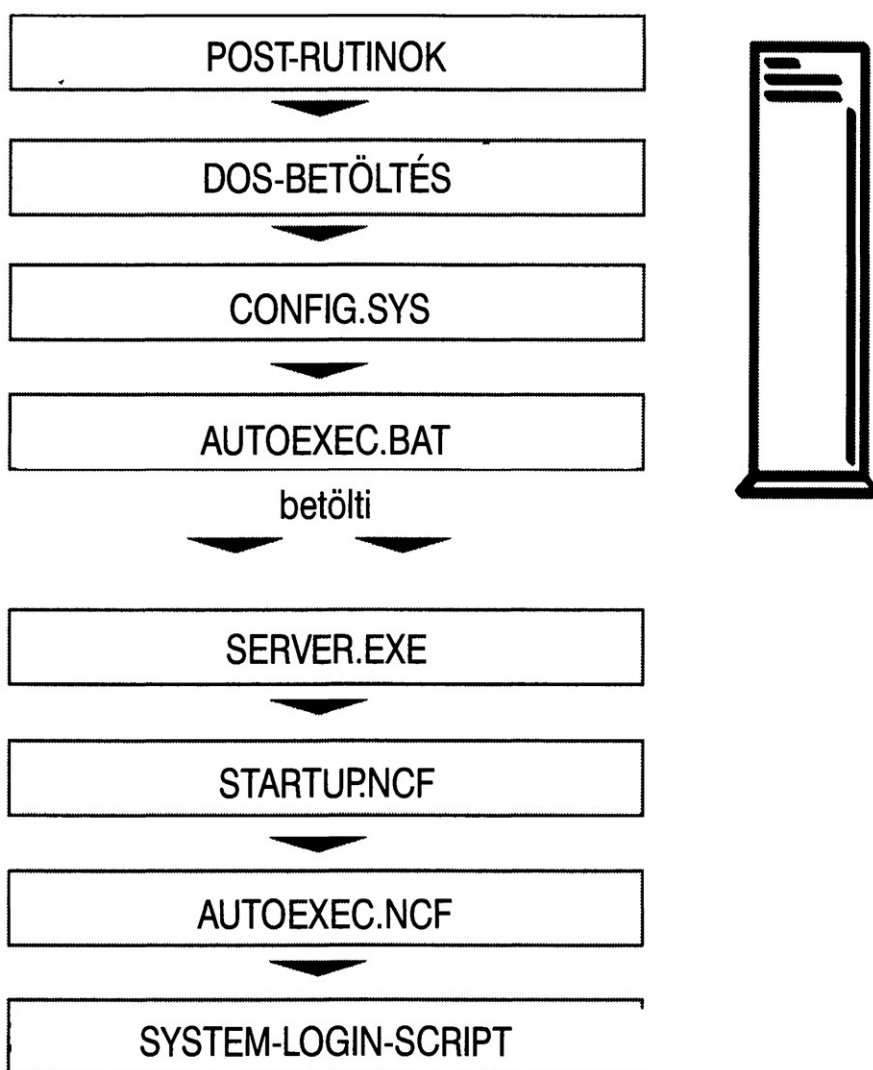 POST-RUTINOK
DOS-BETÖLTÉS
CONFIG.SYS
AUTOEXEC.BAT
betölti
SERVER.EXE
STARTUP.NCF
AUTOEXEC.NCF
SYSTEM-LOGIN-SCRIPT